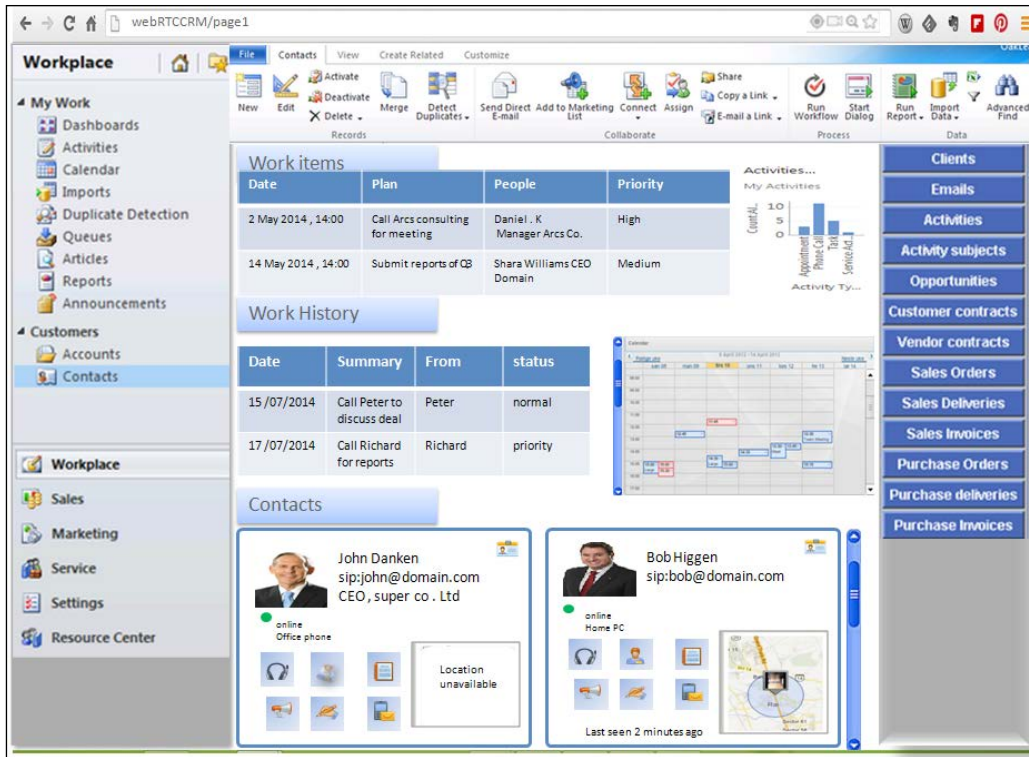 webRTCCRM/page1
Workplace
My Work
Dashboards
Activities
Calendar
Imports
Duplicate Detection
Queues
Articles
Reports
Announcements
Customers
Accounts
Contacts
Workplace
Sales
Marketing
Service
Settings
Resource Center
File Contacts View Create Related Customize
New
Edit
Activate
Deactivate
Delete
Merge
Detect
Duplicates
Records
Send Direct
E-mail
Add to Marketing
List
Connect
Assign
Share
Copy a Link
E-mail a Link
Collaborate
Run
Workflow
Start
Dialog
Process
Run
Report
Import
Data
Advanced
Find
Data
Work items
Date Plan People Priority
2 May 2014 , 14:00 Call Arcs consulting Daniel . K High
for meeting Manager Arcs Co.
14 May 2014 , 14:00 Submit reports of Q3 Shara Williams CEO Medium
Domain
Activities...
My Activities
Count:Al..
10
5
0
Appointment
Phone Call
Task
Service Ad...
Activity Ty...
Work History
Date Summary From status
15 /07/2014 Call Peter to Peter normal
discuss deal
17 /07/2014 Call Richard Richard priority
for reports
Calendar
Contacts
John Danken
sip:john@domain.com
CEO , super co . Ltd
online
Office phone
Location
unavailable
Bob Higgen
sip:bob@domain.com
online
Home PC
Last seen 2 minutes ago
Clients
Emails
Activities
Activity subjects
Opportunities
Customer contracts
Vendor contracts
Sales Orders
Sales Deliveries
Sales Invoices
Purchase Orders
Purchase deliveries
Purchase Invoices